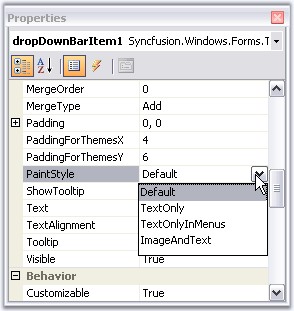 Properties
dropDownBarItem1 Syncfusion.Windows.Forms.T
MergeOrder 0
MergeType Add
Padding 0, 0
PaddingForThemesX 4
PaddingForThemesY 6
PaintStyle Default
ShowTooltip Default
Text TextOnly
TextAlignment TextOnlyInMenus
Tooltip ImageAndText
Visible True
Behavior
Customizable True